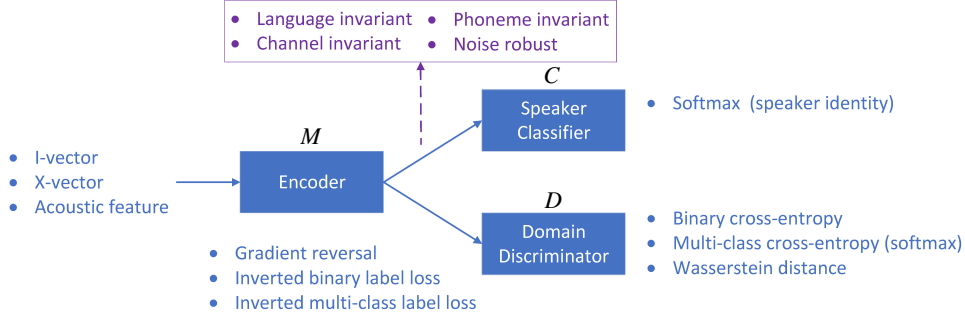 • Language invariant • Phoneme invariant
• Channel invariant • Noise robust
C
Speaker
Classifier
• Softmax (speaker identity)
M
Encoder
• I-vector
• X-vector
• Acoustic feature
D
Domain
Discriminator
• Binary cross-entropy
• Multi-class cross-entropy (softmax)
• Wasserstein distance
• Gradient reversal
• Inverted binary label loss
• Inverted multi-class label loss